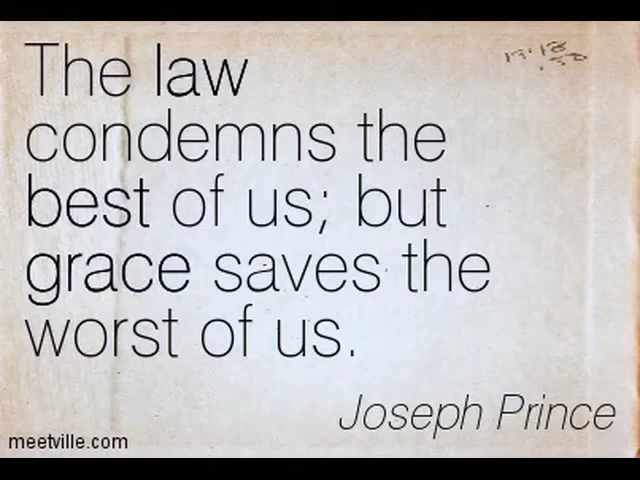 The law
condemns the
best of us; but
grace saves the
worst of us.
Joseph Prince
meetville.com